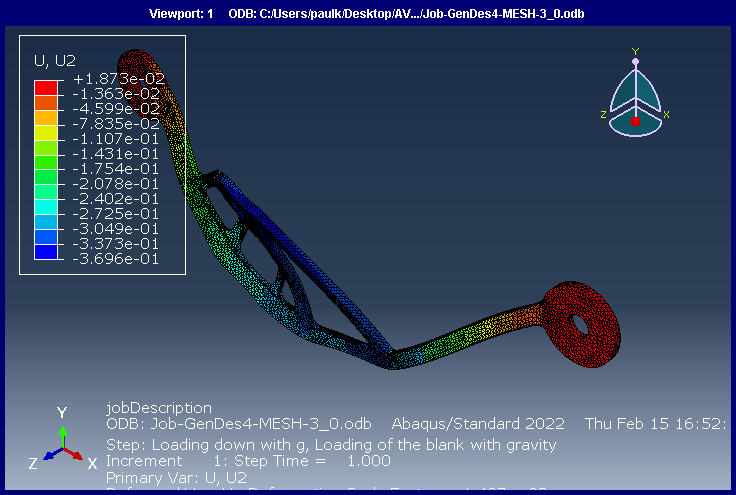 Viewport: 1 ODB: C:/Users/paulk/Desktop/AV.../Job-GenDes4-MESH-3_0.odb
U, U2
+1.873e-02
-1.363e-02
-4.599e-02
-7.835e-02
-1.107e-01
-1.431e-01
-1.754e-01
-2.078e-01
-2.402e-01
-2.725e-01
-3.049e-01
-3.373e-01
-3.696e-01
Y
Z X
Y
Z X
jobDescription
ODB: Job-GenDes4-MESH-3_0.odb Abaqus/Standard 2022 Thu Feb 15 16:52:
Step: Loading down with g, Loading of the blank with gravity
Increment 1: Step Time = 1.000
Primary Var: U, U2